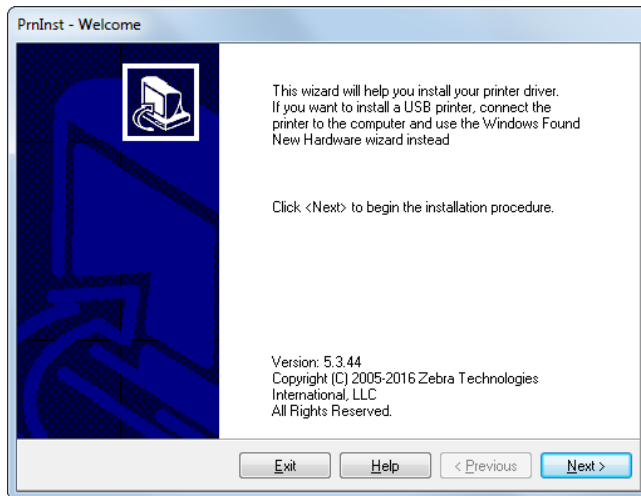 PrnInst - Welcome
This wizard will help you install your printer driver.
If you want to install a USB printer, connect the
printer to the computer and use the Windows Found
New Hardware wizard instead
Click <Next> to begin the installation procedure.
Version: 5.3.44
Copyright (C) 2005-2016 Zebra Technologies
International, LLC
All Rights Reserved.
Exit Help < Previous Next >